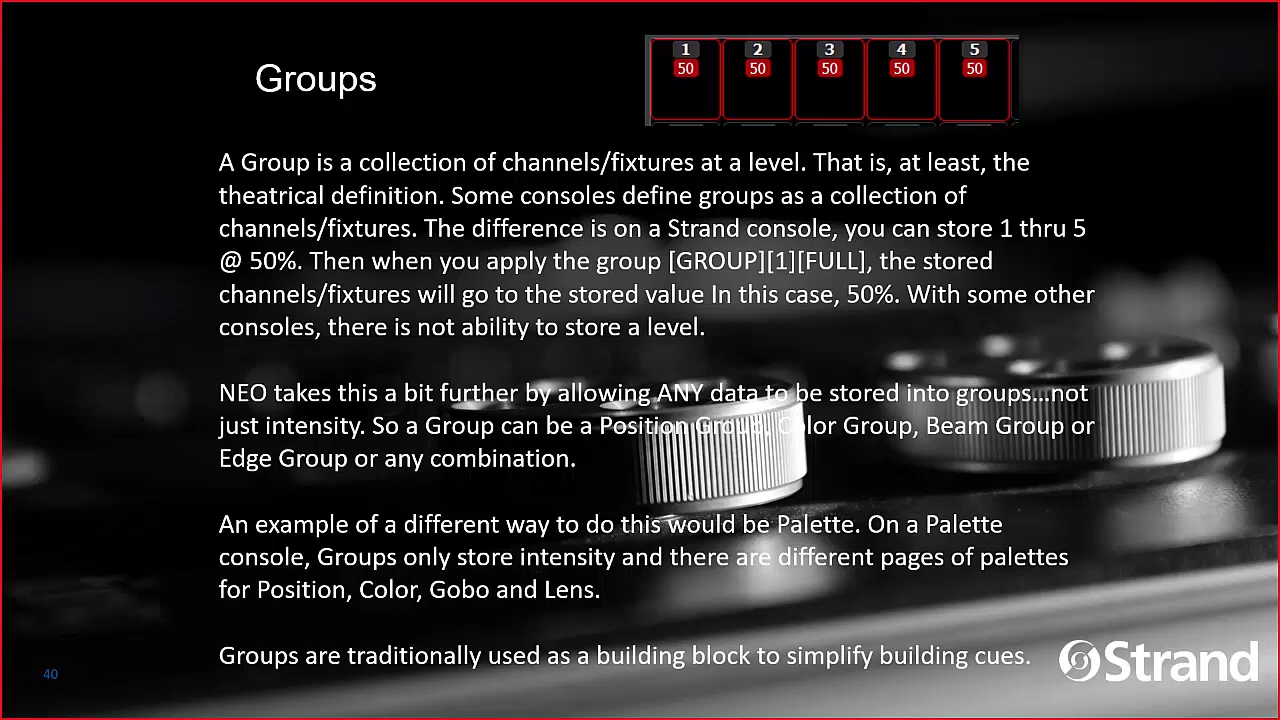 Groups
1 2 3 4 5
50 50 50 50 50
A Group is a collection of channels/fixtures at a level. That is, at least, the
theatrical definition. Some consoles define groups as a collection of
channels/fixtures. The difference is on a Strand console, you can store 1 thru 5
@ 50%. Then when you apply the group [GROUP][1][FULL], the stored
channels/fixtures will go to the stored value In this case, 50%. With some other
consoles, there is not ability to store a level.
NEO takes this a bit further by allowing ANY data to be stored into groups...not
just intensity. So a Group can be a Position Group, Color Group, Beam Group or
Edge Group or any combination.
An example of a different way to do this would be Palette. On a Palette
console, Groups only store intensity and there are different pages of palettes
for Position, Color, Gobo and Lens.
Groups are traditionally used as a building block to simplify building cues.
40
Strand